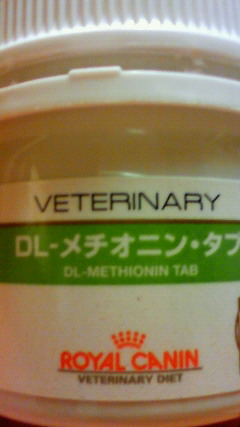 VETERINARY
DL-メチオニン・タブ
DL-METHIONIN TAB
ROYAL CANIN
VETERINARY DIET